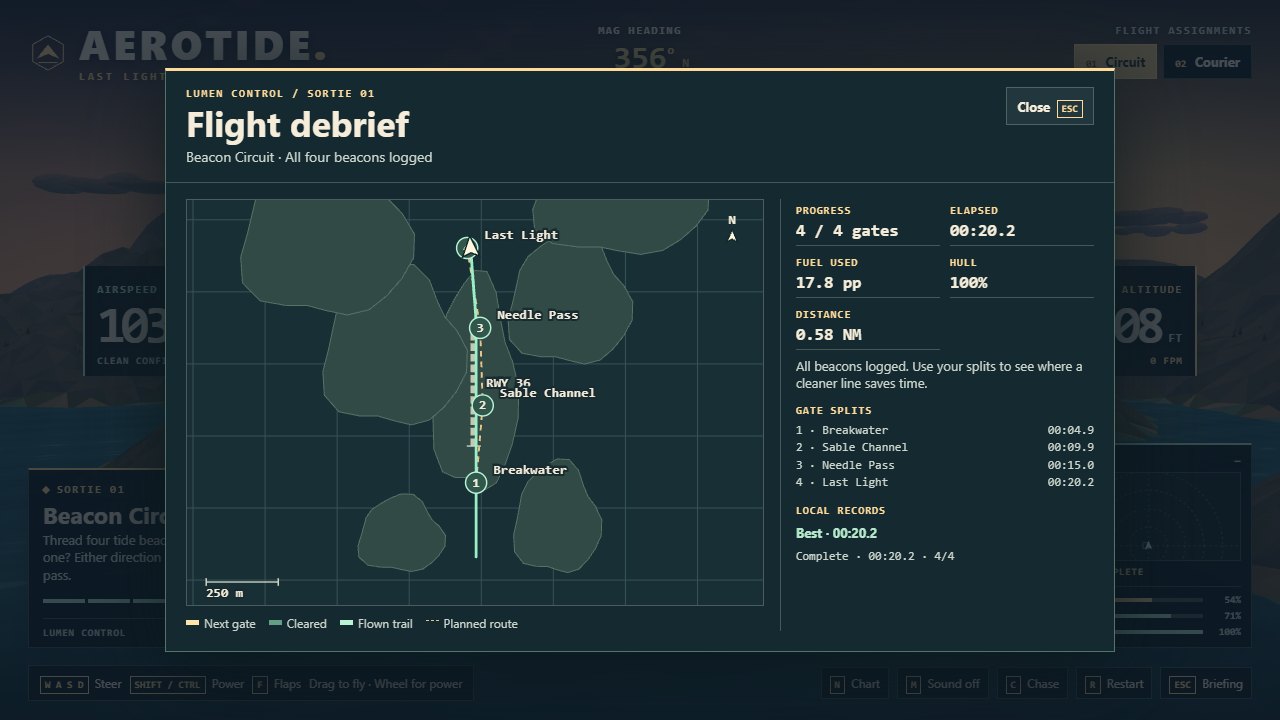 AEROTIDE.
LAST LIGHT
MAG HEADING
356° N
FLIGHT ASSIGNMENTS
01 Circuit
02 Courier
LUMEN CONTROL / SORTIE 01
Flight debrief
Beacon Circuit · All four beacons logged
Close ESC
Last Light
N
Needle Pass
3
RWY 36
Sable Channel
2
Breakwater
1
250 m
Next gate
Cleared
Flown trail
Planned route
PROGRESS
4 / 4 gates
ELAPSED
00:20.2
FUEL USED
17.8 pp
HULL
100%
DISTANCE
0.58 NM
All beacons logged. Use your splits to see where a
cleaner line saves time.
GATE SPLITS
1 · Breakwater 00:04.9
2 · Sable Channel 00:09.9
3 · Needle Pass 00:15.0
4 · Last Light 00:20.2
LOCAL RECORDS
Best · 00:20.2
Complete · 00:20.2 · 4/4
AIRSPEED
103
CLEAN CONFI
ALTITUDE
08 FT
0 FPM
◆ SORTIE 01
Beacon Circ
Thread four tide beac
one? Either direction
pass.
LUMEN CONTROL
PLETE
54%
71%
100%
W A S D Steer
SHIFT / CTRL Power
F Flaps
Drag to fly · Wheel for power
N Chart
M Sound off
C Chase
R Restart
ESC Briefing